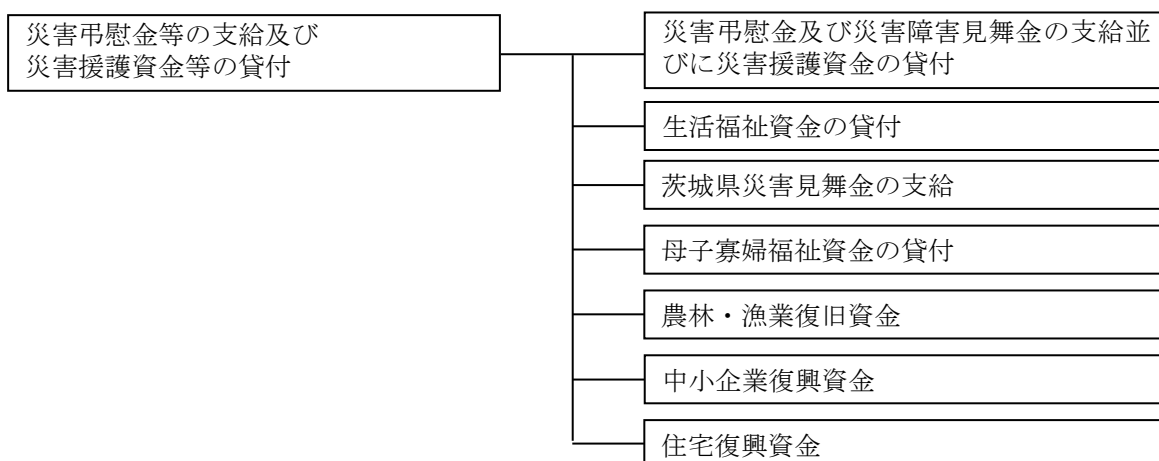 災害弔慰金等の支給及び
災害援護資金等の貸付
災害弔慰金及び災害障害見舞金の支給並
びに災害援護資金の貸付
生活福祉資金の貸付
茨城県災害見舞金の支給
母子寡婦福祉資金の貸付
農林・漁業復旧資金
中小企業復興資金
住宅復興資金